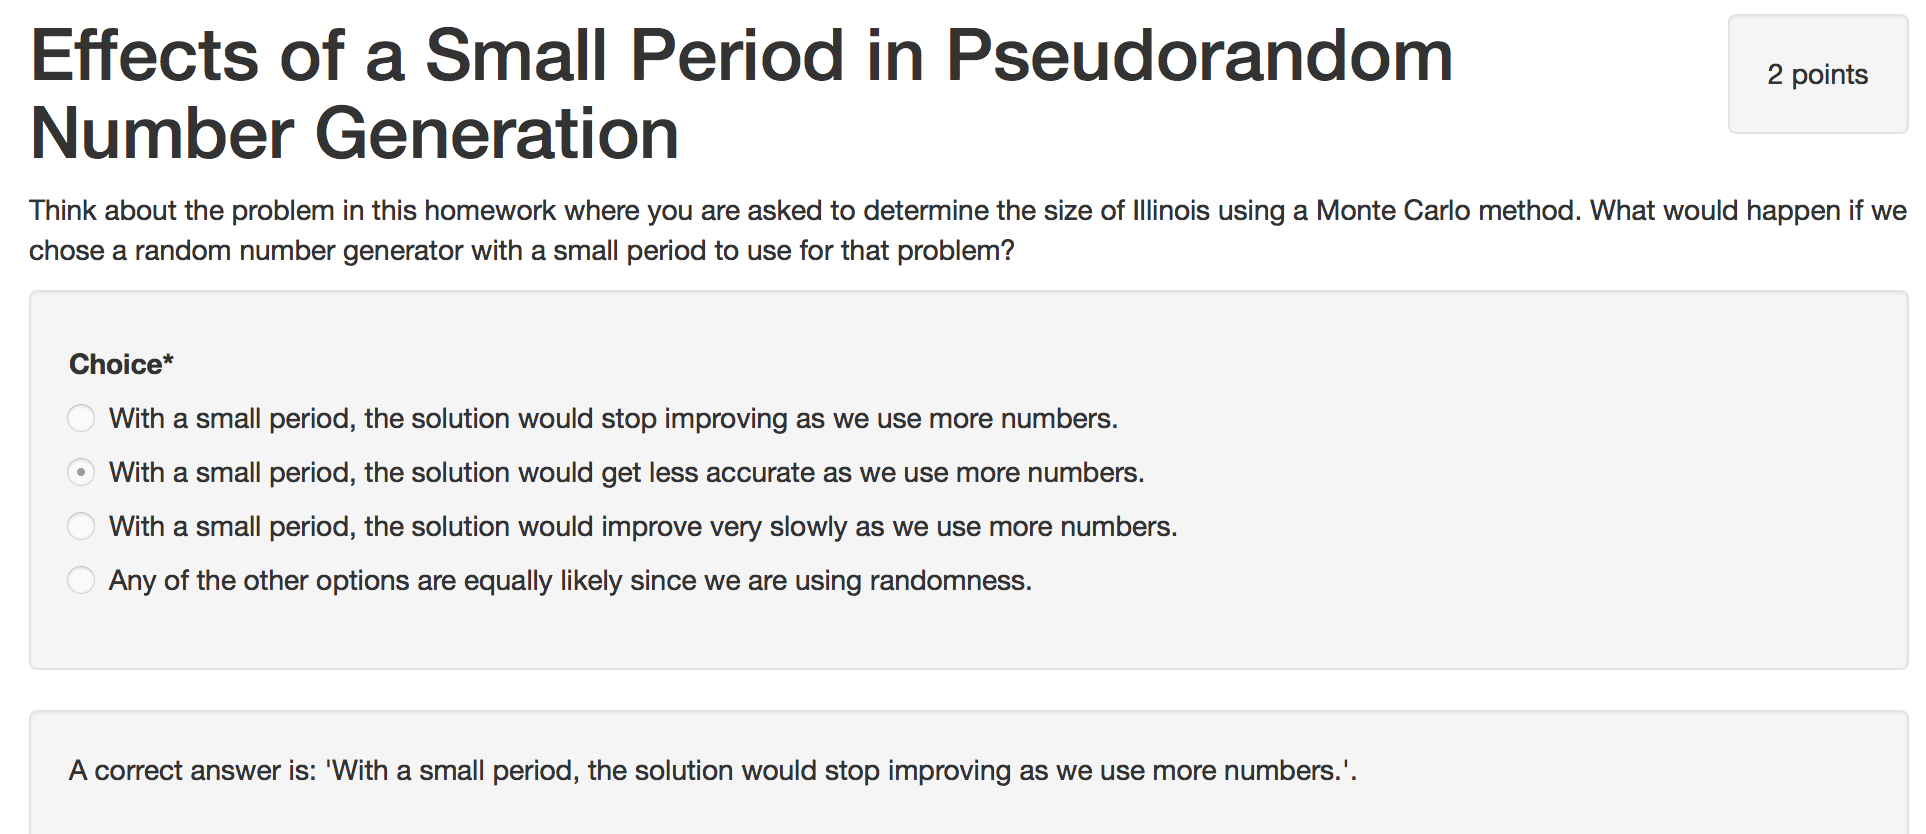 Effects of a Small Period in Pseudorandom
Number Generation
2 points
Think about the problem in this homework where you are asked to determine the size of Illinois using a Monte Carlo method. What would happen if we
chose a random number generator with a small period to use for that problem?
Choice*
With a small period, the solution would stop improving as we use more numbers.
With a small period, the solution would get less accurate as we use more numbers.
With a small period, the solution would improve very slowly as we use more numbers.
Any of the other options are equally likely since we are using randomness.
A correct answer is: 'With a small period, the solution would stop improving as we use more numbers.'.